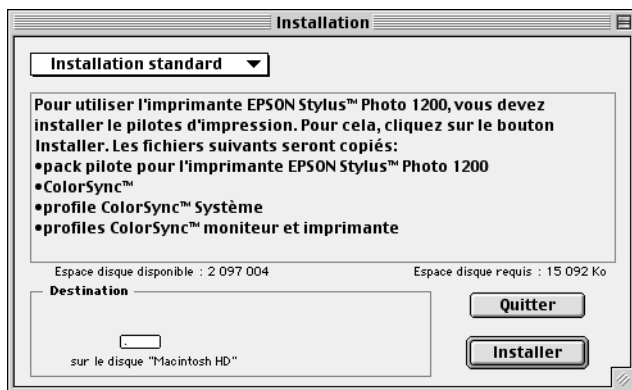 Installation
Installation standard
Pour utiliser l'imprimante EPSON Stylus™ Photo 1200, vous devez
installer le pilotes d'impression. Pour cela, cliquez sur le bouton
Installer. Les fichiers suivants seront copiés:
•pack pilote pour l'imprimante EPSON Stylus™ Photo 1200
•ColorSync™
•profile ColorSync™ Système
•profiles ColorSync™ moniteur et imprimante
Espace disque disponible : 2 097 004
Espace disque requis : 15 092 Ko
Destination
sur le disque "Macintosh HD"
Quitter
Installer